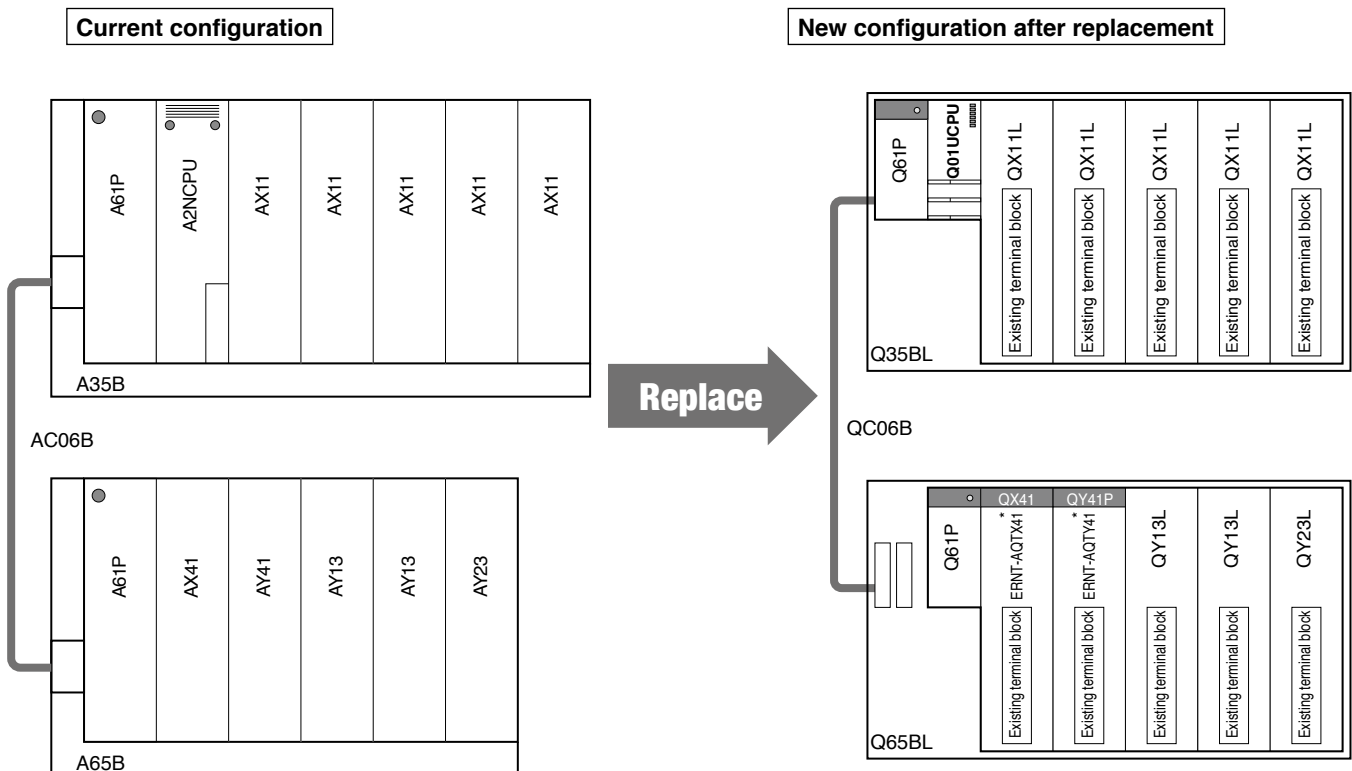 Current configuration
A61P
A2NCPU
AX11
AX11
AX11
AX11
AX11
A35B
AC06B
A61P
AX41
AY41
AY13
AY13
AY23
A65B
Replace
New configuration after replacement
Q61P
Q01UCPU
QX11L
Existing terminal block
QX11L
Existing terminal block
QX11L
Existing terminal block
QX11L
Existing terminal block
QX11L
Existing terminal block
Q35BL
QC06B
Q61P
QX41
ERNT-AQTX41*
Existing terminal block
QY41P
ERNT-AQTY41*
Existing terminal block
QY13L
Existing terminal block
QY13L
Existing terminal block
QY23L
Existing terminal block
Q65BL